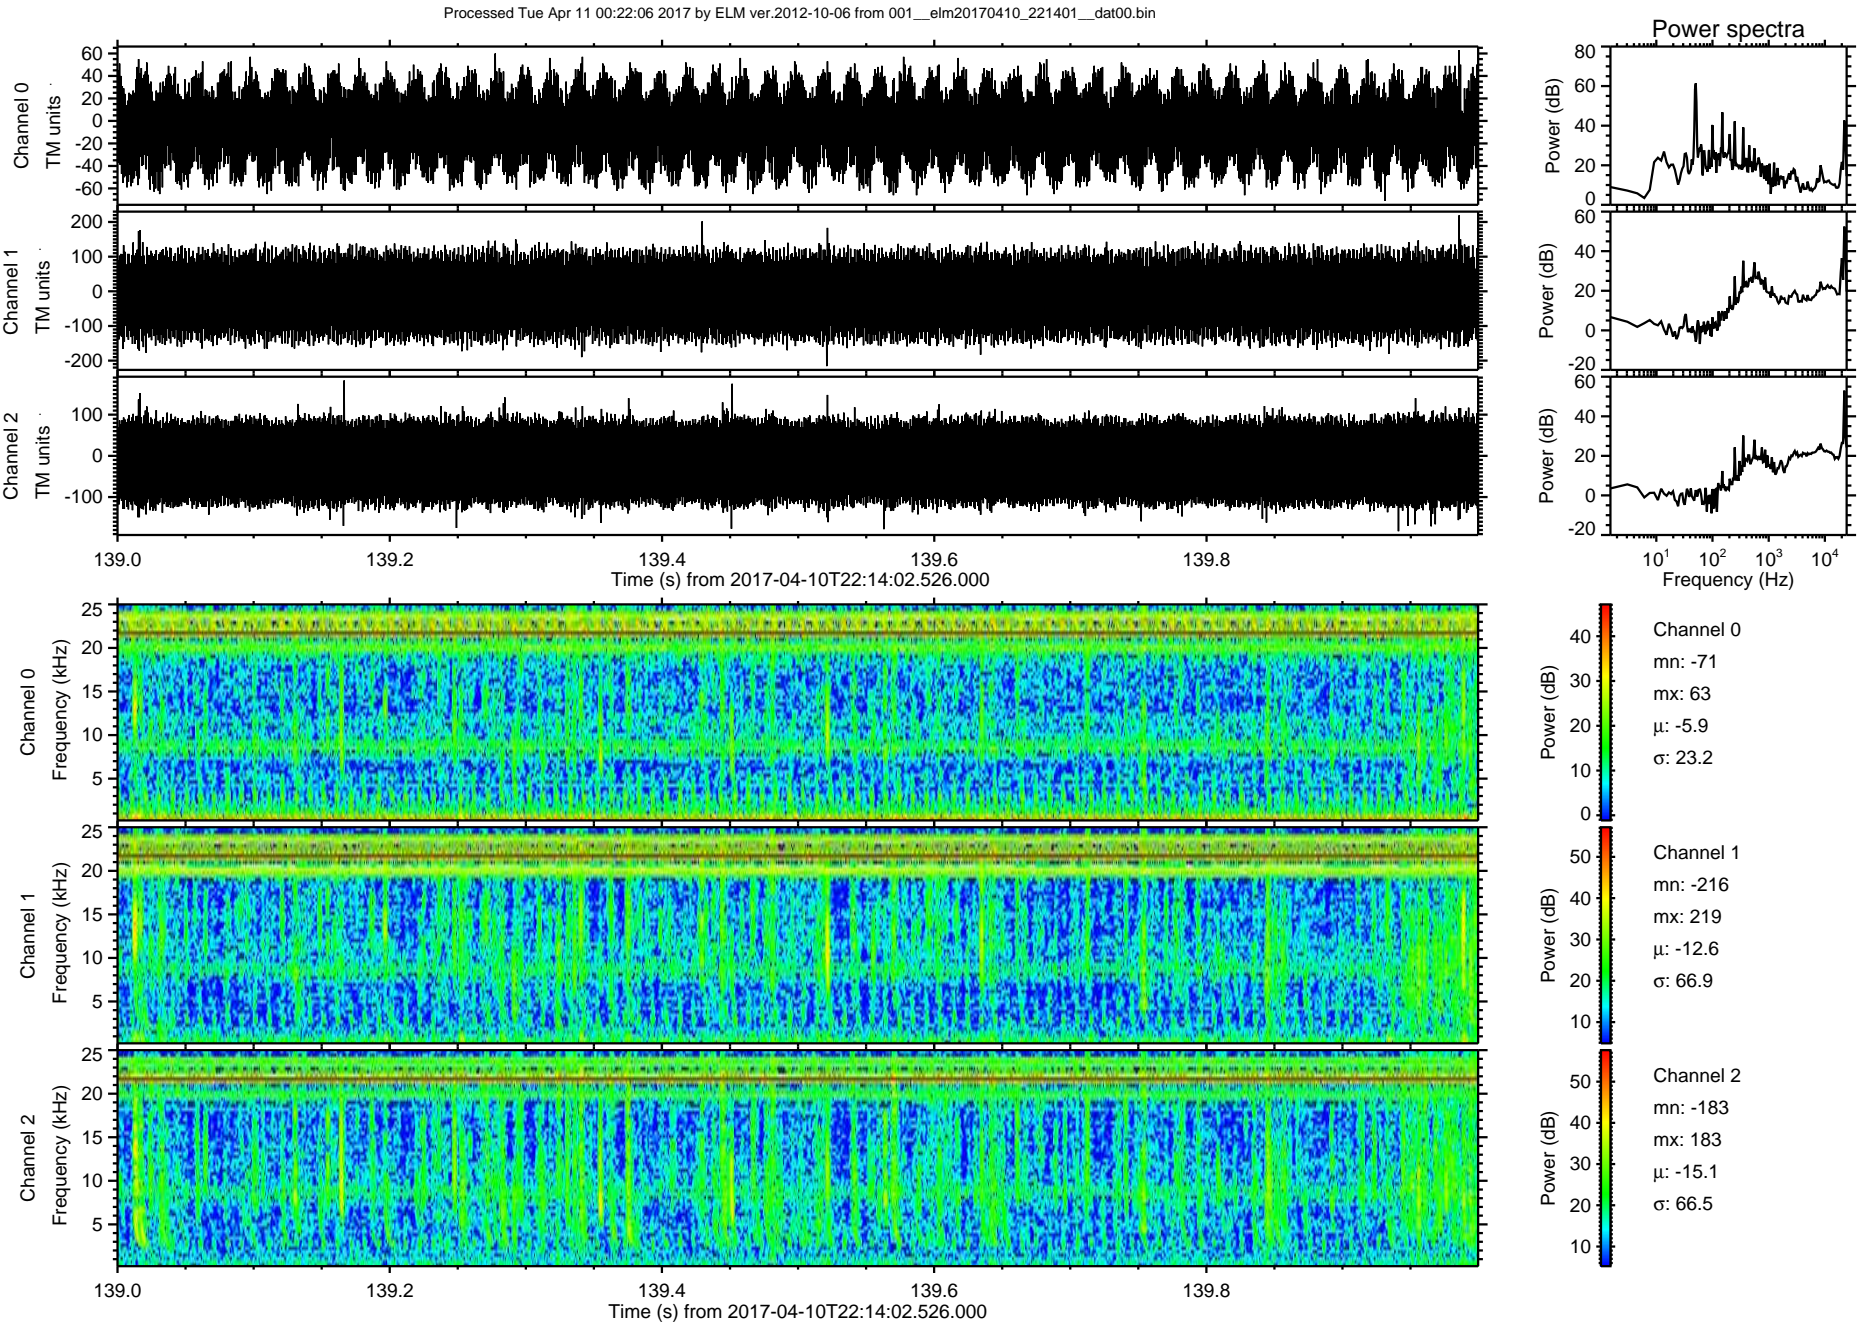 Processed Tue Apr 11 00:22:06 2017 by ELM ver.2012-10-06 from 001__elm20170410_221401__dat00.bin
Power spectra
Channel 0
TM units
60
40
20
0
-20
-40
-60
Power (dB)
80
60
40
20
0
Channel 1
TM units
200
100
0
-100
-200
Power (dB)
60
40
20
0
-20
Channel 2
TM units
100
0
-100
Power (dB)
60
40
20
0
-20
139.0 139.2 139.4 139.6 139.8
Time (s) from 2017-04-10T22:14:02.526.000
10^1 10^2 10^3 10^4
Frequency (Hz)
Channel 0
Frequency (kHz)
25
20
15
10
5
Power (dB)
40
30
20
10
0
Channel 0
mn: -71
mx: 63
μ: -5.9
σ: 23.2
Channel 1
Frequency (kHz)
25
20
15
10
5
Power (dB)
50
40
30
20
10
Channel 1
mn: -216
mx: 219
μ: -12.6
σ: 66.9
Channel 2
Frequency (kHz)
25
20
15
10
5
Power (dB)
50
40
30
20
10
Channel 2
mn: -183
mx: 183
μ: -15.1
σ: 66.5
139.0 139.2 139.4 139.6 139.8
Time (s) from 2017-04-10T22:14:02.526.000